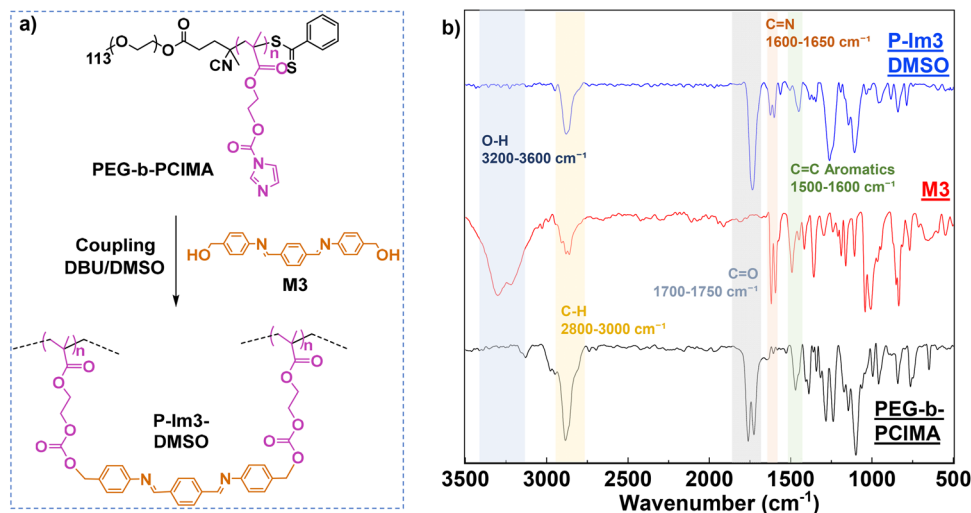 a)
113
O
O
O
CN
n
S
S
O
O
O
O
N
N
PEG-b-PCIMA
Coupling
DBU/DMSO
HO
N
N
OH
M3
n
O
O
O
O
O
n
O
O
O
O
O
P-Im3-
DMSO
N
N
b)
C=N
1600-1650 cm⁻¹
P-Im3
DMSO
O-H
3200-3600 cm⁻¹
C=C Aromatics
1500-1600 cm⁻¹
M3
C=O
1700-1750 cm⁻¹
C-H
2800-3000 cm⁻¹
PEG-b-
PCIMA
3500 3000 2500 2000 1500 1000 500
Wavenumber (cm⁻¹)